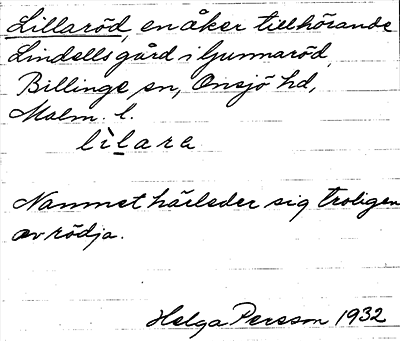 Lillaröd, en åker tillhörande
Lindells gård i Gunnaröd,
Billinge sn, Onsjö hd,
Malm. l.
lìlara
Namnet härleder sig troligen
av rödja.
Helga Persson 1932